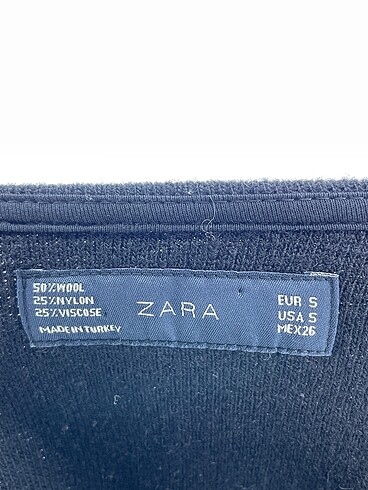 50%WOOL
25%NYLON
25%VISCOSE
MADE IN TURKEY
ZARA
EUR S
USA S
MEX26